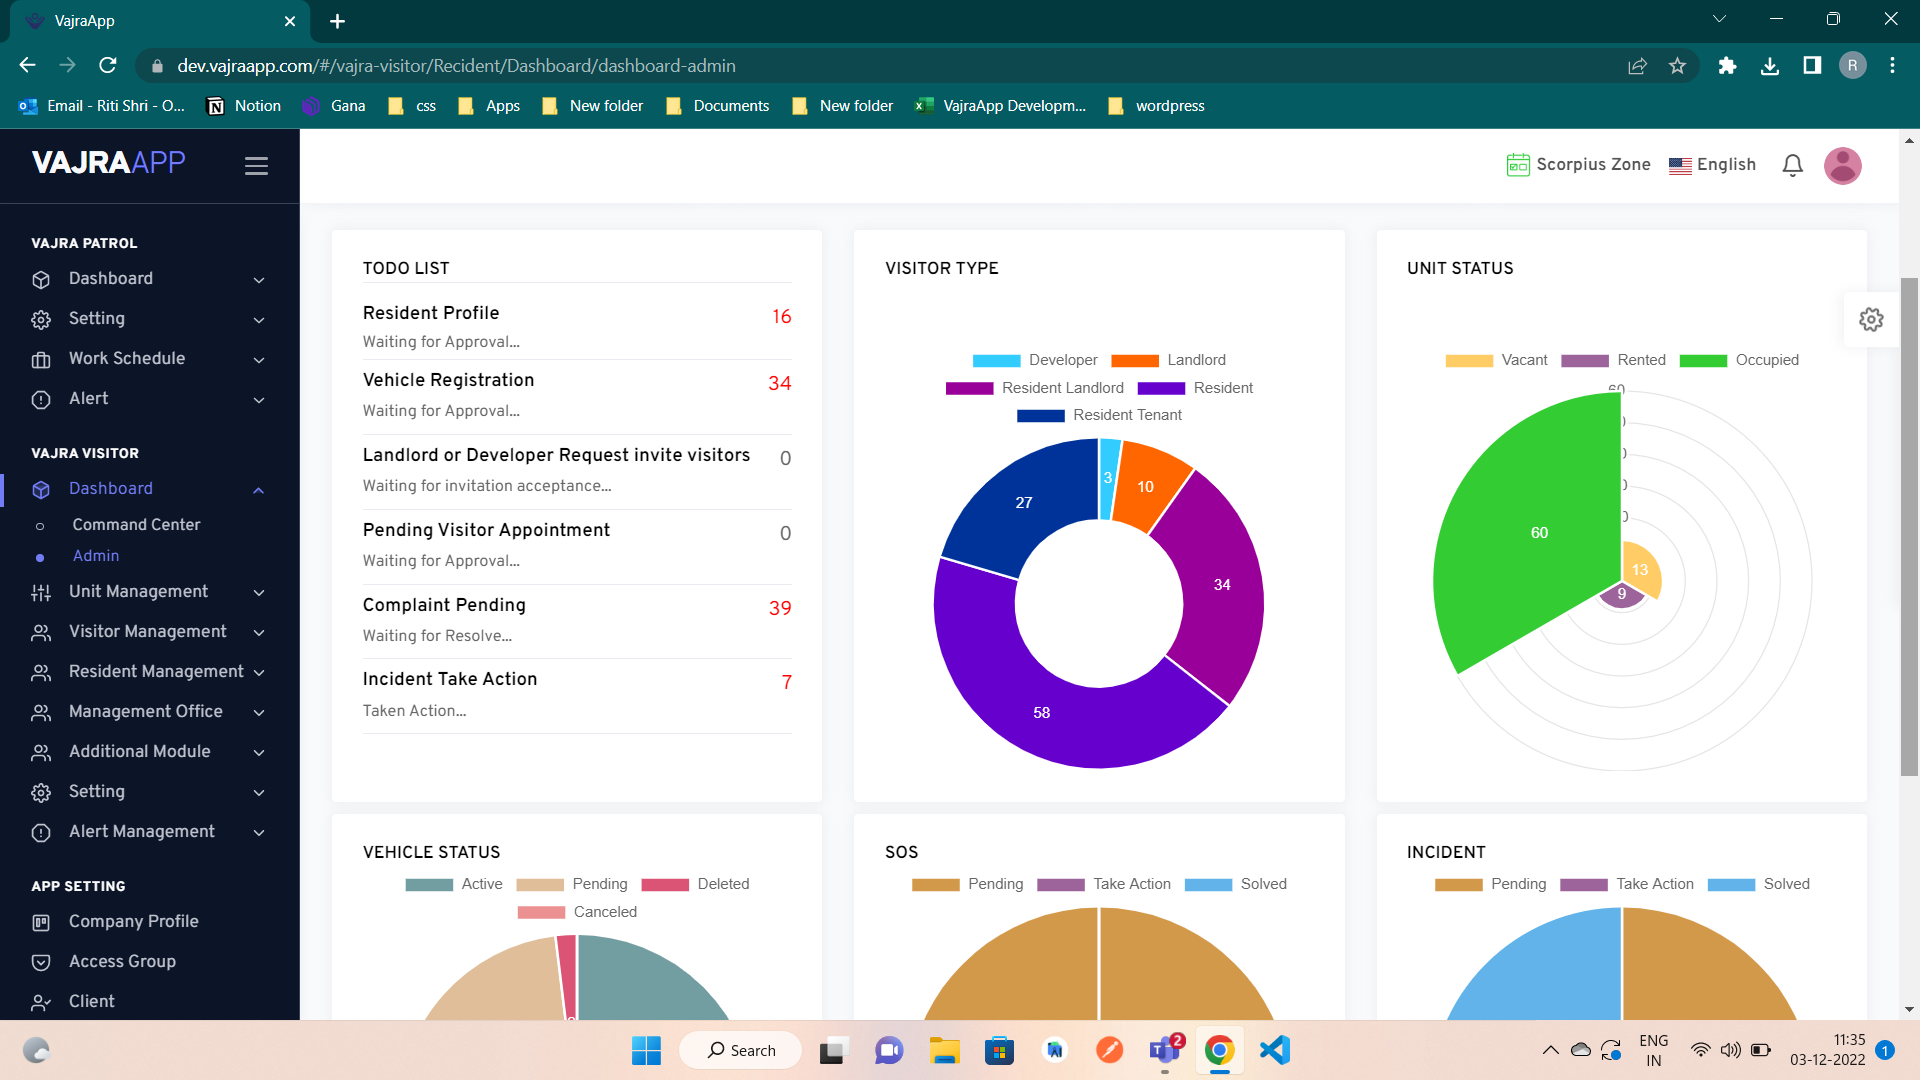 VajraApp
dev.vajraapp.com/#/vajra-visitor/Recident/Dashboard/dashboard-admin
R
Email - Riti Shri - O...
Notion
Gana
css
Apps
New folder
Documents
New folder
VajraApp Developm...
wordpress
VAJRAAPP
Scorpius Zone
English
VAJRA PATROL
Dashboard
Setting
Work Schedule
Alert
VAJRA VISITOR
Dashboard
Command Center
Admin
Unit Management
Visitor Management
Resident Management
Management Office
Additional Module
Setting
Alert Management
APP SETTING
Company Profile
Access Group
Client
TODO LIST
Resident Profile 16
Waiting for Approval...
Vehicle Registration 34
Waiting for Approval...
Landlord or Developer Request invite visitors 0
Waiting for invitation acceptance...
Pending Visitor Appointment 0
Waiting for Approval...
Complaint Pending 39
Waiting for Resolve...
Incident Take Action 7
Taken Action...
VISITOR TYPE
Developer Landlord
Resident Landlord Resident
Resident Tenant
3
10
27
34
58
UNIT STATUS
Vacant Rented Occupied
60
60
13
9
VEHICLE STATUS
Active Pending Deleted
Canceled
SOS
Pending Take Action Solved
INCIDENT
Pending Take Action Solved
Search
2
ENG
IN
11:35
03-12-2022
1